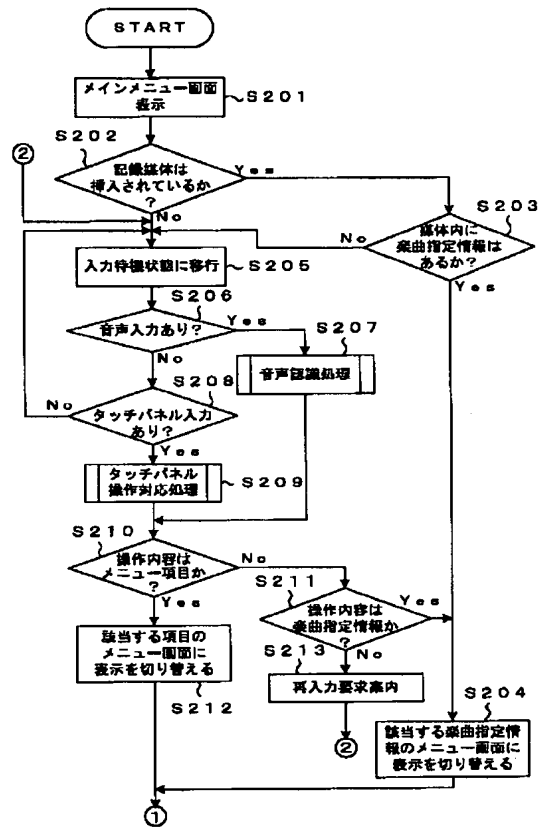 START
メインメニュー画面
表示
S201
S202
②
記録媒体は
挿入されているか
？
Yes
No
S203
媒体内に
楽曲指定情報は
あるか？
No
Yes
入力待機状態に移行
S205
S206
音声入力あり？
Yes
No
S207
音声認識処理
S208
タッチパネル入力
あり？
No
Yes
タッチパネル
操作対応処理
S209
S210
操作内容は
メニュー項目か
？
No
Yes
S211
操作内容は
楽曲指定情報か
？
Yes
No
該当する項目の
メニュー画面に
表示を切り替える
S212
S213
再入力要求案内
②
S204
該当する楽曲指定情
報のメニュー画面に
表示を切り替える
①